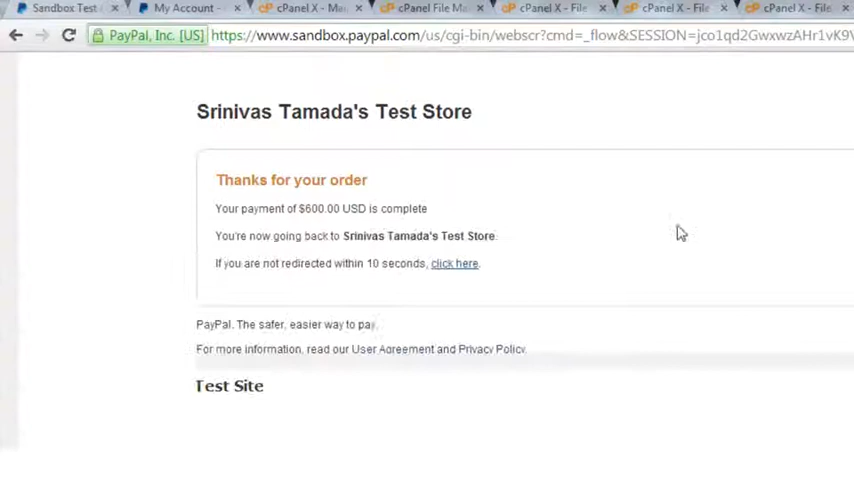 Sandbox Test
My Account -
cPanel X - Ma
cPanel File M
cPanel X - File
cPanel X - File
cPanel X - File
PayPal, Inc. [US]
https://www.sandbox.paypal.com/us/cgi-bin/webscr?cmd=_flow&SESSION=jco1qd2GwxwzAHr1vK9V
Srinivas Tamada's Test Store
Thanks for your order
Your payment of $600.00 USD is complete
You're now going back to Srinivas Tamada's Test Store.
If you are not redirected within 10 seconds, click here.
PayPal. The safer, easier way to pay.
For more information, read our User Agreement and Privacy Policy.
Test Site